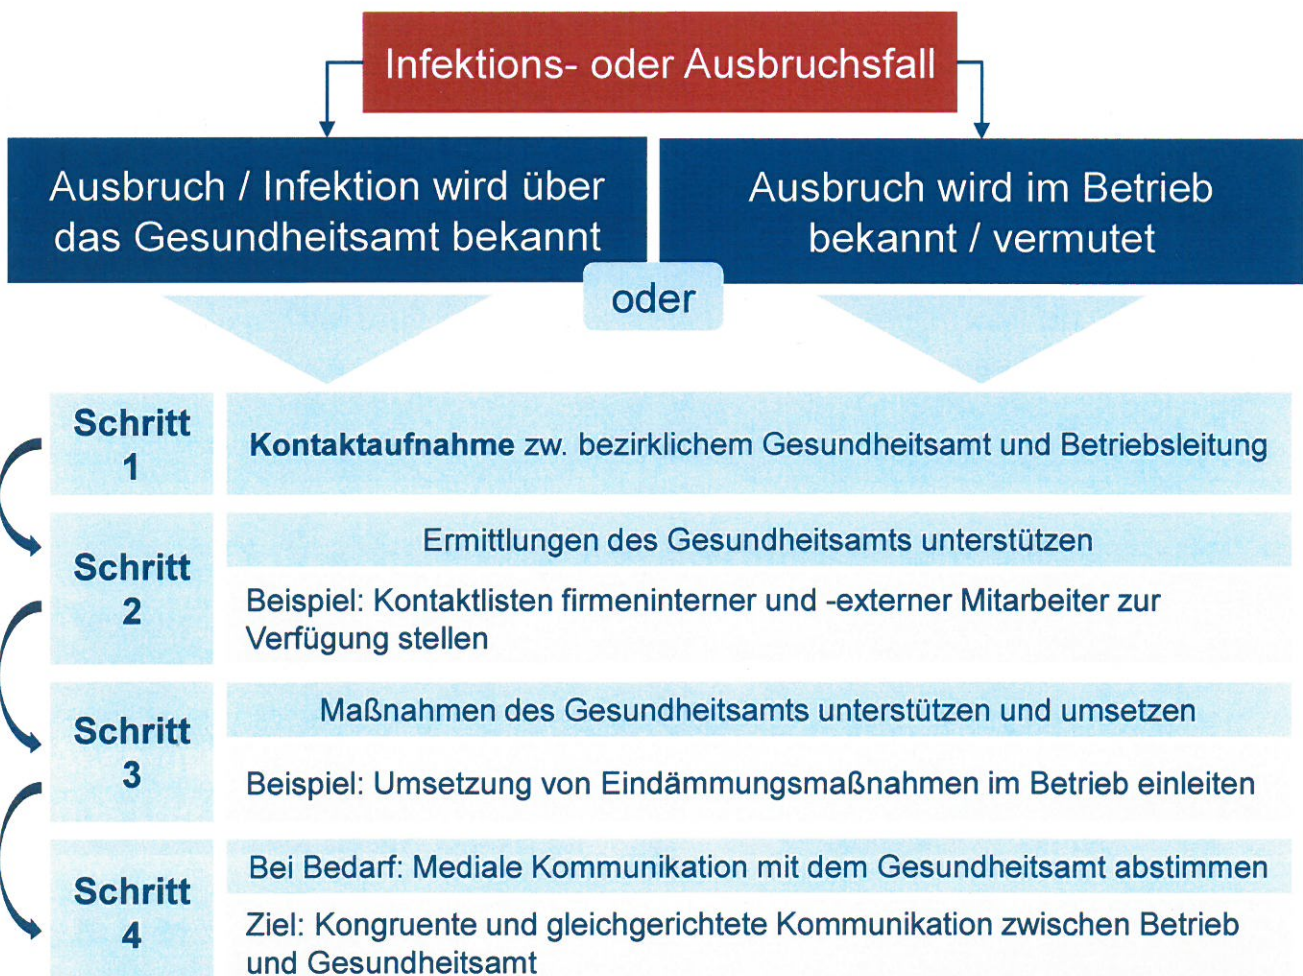 Infektions- oder Ausbruchsfall
Ausbruch / Infektion wird über
das Gesundheitsamt bekannt
Ausbruch wird im Betrieb
bekannt / vermutet
oder
Schritt
1
Kontaktaufnahme zw. bezirklichem Gesundheitsamt und Betriebsleitung
Schritt
2
Ermittlungen des Gesundheitsamts unterstützen
Beispiel: Kontaktlisten firmeninterner und -externer Mitarbeiter zur
Verfügung stellen
Schritt
3
Maßnahmen des Gesundheitsamts unterstützen und umsetzen
Beispiel: Umsetzung von Eindämmungsmaßnahmen im Betrieb einleiten
Schritt
4
Bei Bedarf: Mediale Kommunikation mit dem Gesundheitsamt abstimmen
Ziel: Kongruente und gleichgerichtete Kommunikation zwischen Betrieb
und Gesundheitsamt